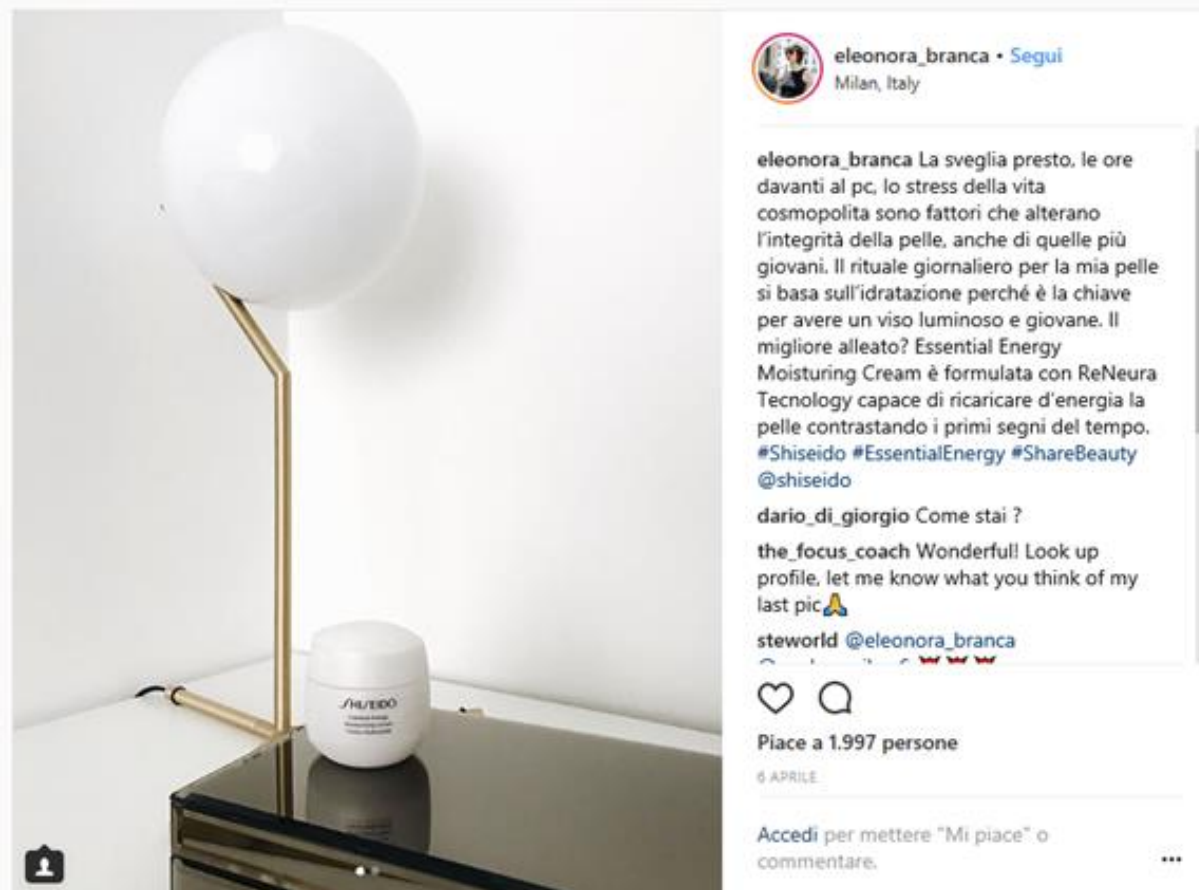 eleonora_branca • Segui
Milan, Italy
eleonora_branca La sveglia presto, le ore
davanti al pc, lo stress della vita
cosmopolita sono fattori che alterano
l'integrità della pelle, anche di quelle più
giovani. Il rituale giornaliero per la mia pelle
si basa sull'idratazione perché è la chiave
per avere un viso luminoso e giovane. Il
migliore alleato? Essential Energy
Moisturing Cream è formulata con ReNeura
Tecnology capace di ricaricare d'energia la
pelle contrastando i primi segni del tempo.
#Shiseido #EssentialEnergy #ShareBeauty
@shiseido
dario_di_giorgio Come stai ?
the_focus_coach Wonderful! Look up
profile, let me know what you think of my
last pic🙏
steworld @eleonora_branca
Piace a 1.997 persone
6 APRILE
Accedi per mettere "Mi piace" o
commentare.
SHISEIDO